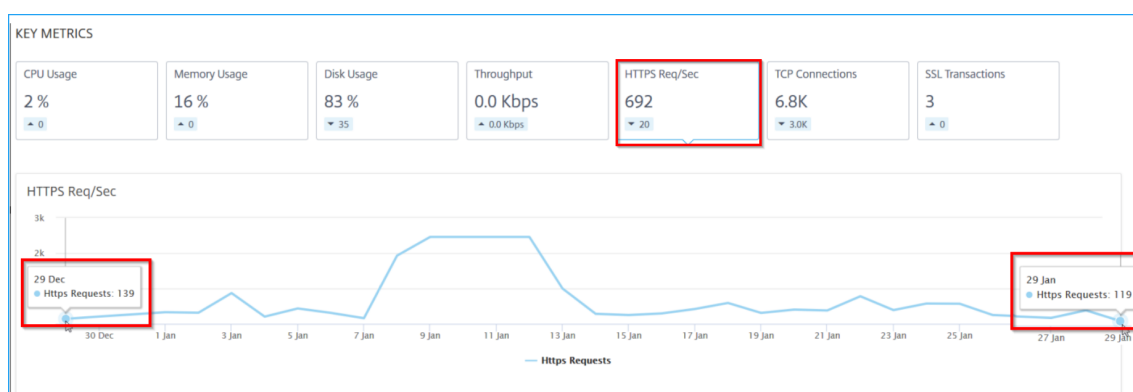 KEY METRICS
CPU Usage
2 %
0
Memory Usage
16 %
0
Disk Usage
83 %
35
Throughput
0.0 Kbps
0.0 Kbps
HTTPS Req/Sec
692
20
TCP Connections
6.8K
3.0K
SSL Transactions
3
0
HTTPS Req/Sec
3k
2k
29 Dec
Https Requests: 139
29 Jan
Https Requests: 119
30 Dec 1 Jan 3 Jan 5 Jan 7 Jan 9 Jan 11 Jan 13 Jan 15 Jan 17 Jan 19 Jan 21 Jan 23 Jan 25 Jan 27 Jan 29 Jan
Https Requests